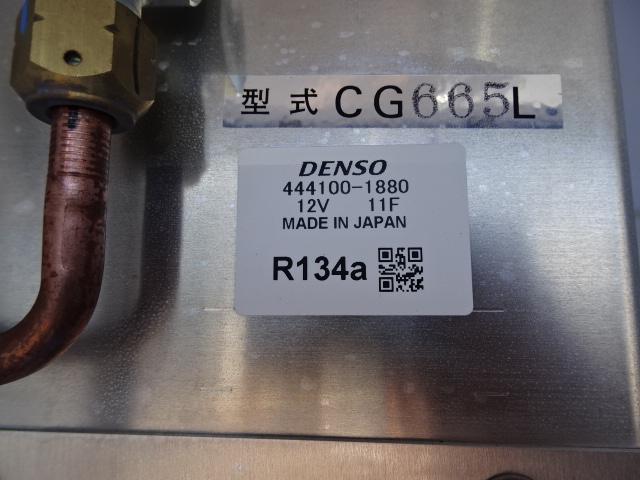 型式 CG665L
DENSO
444100-1880
12V 11F
MADE IN JAPAN
R134a